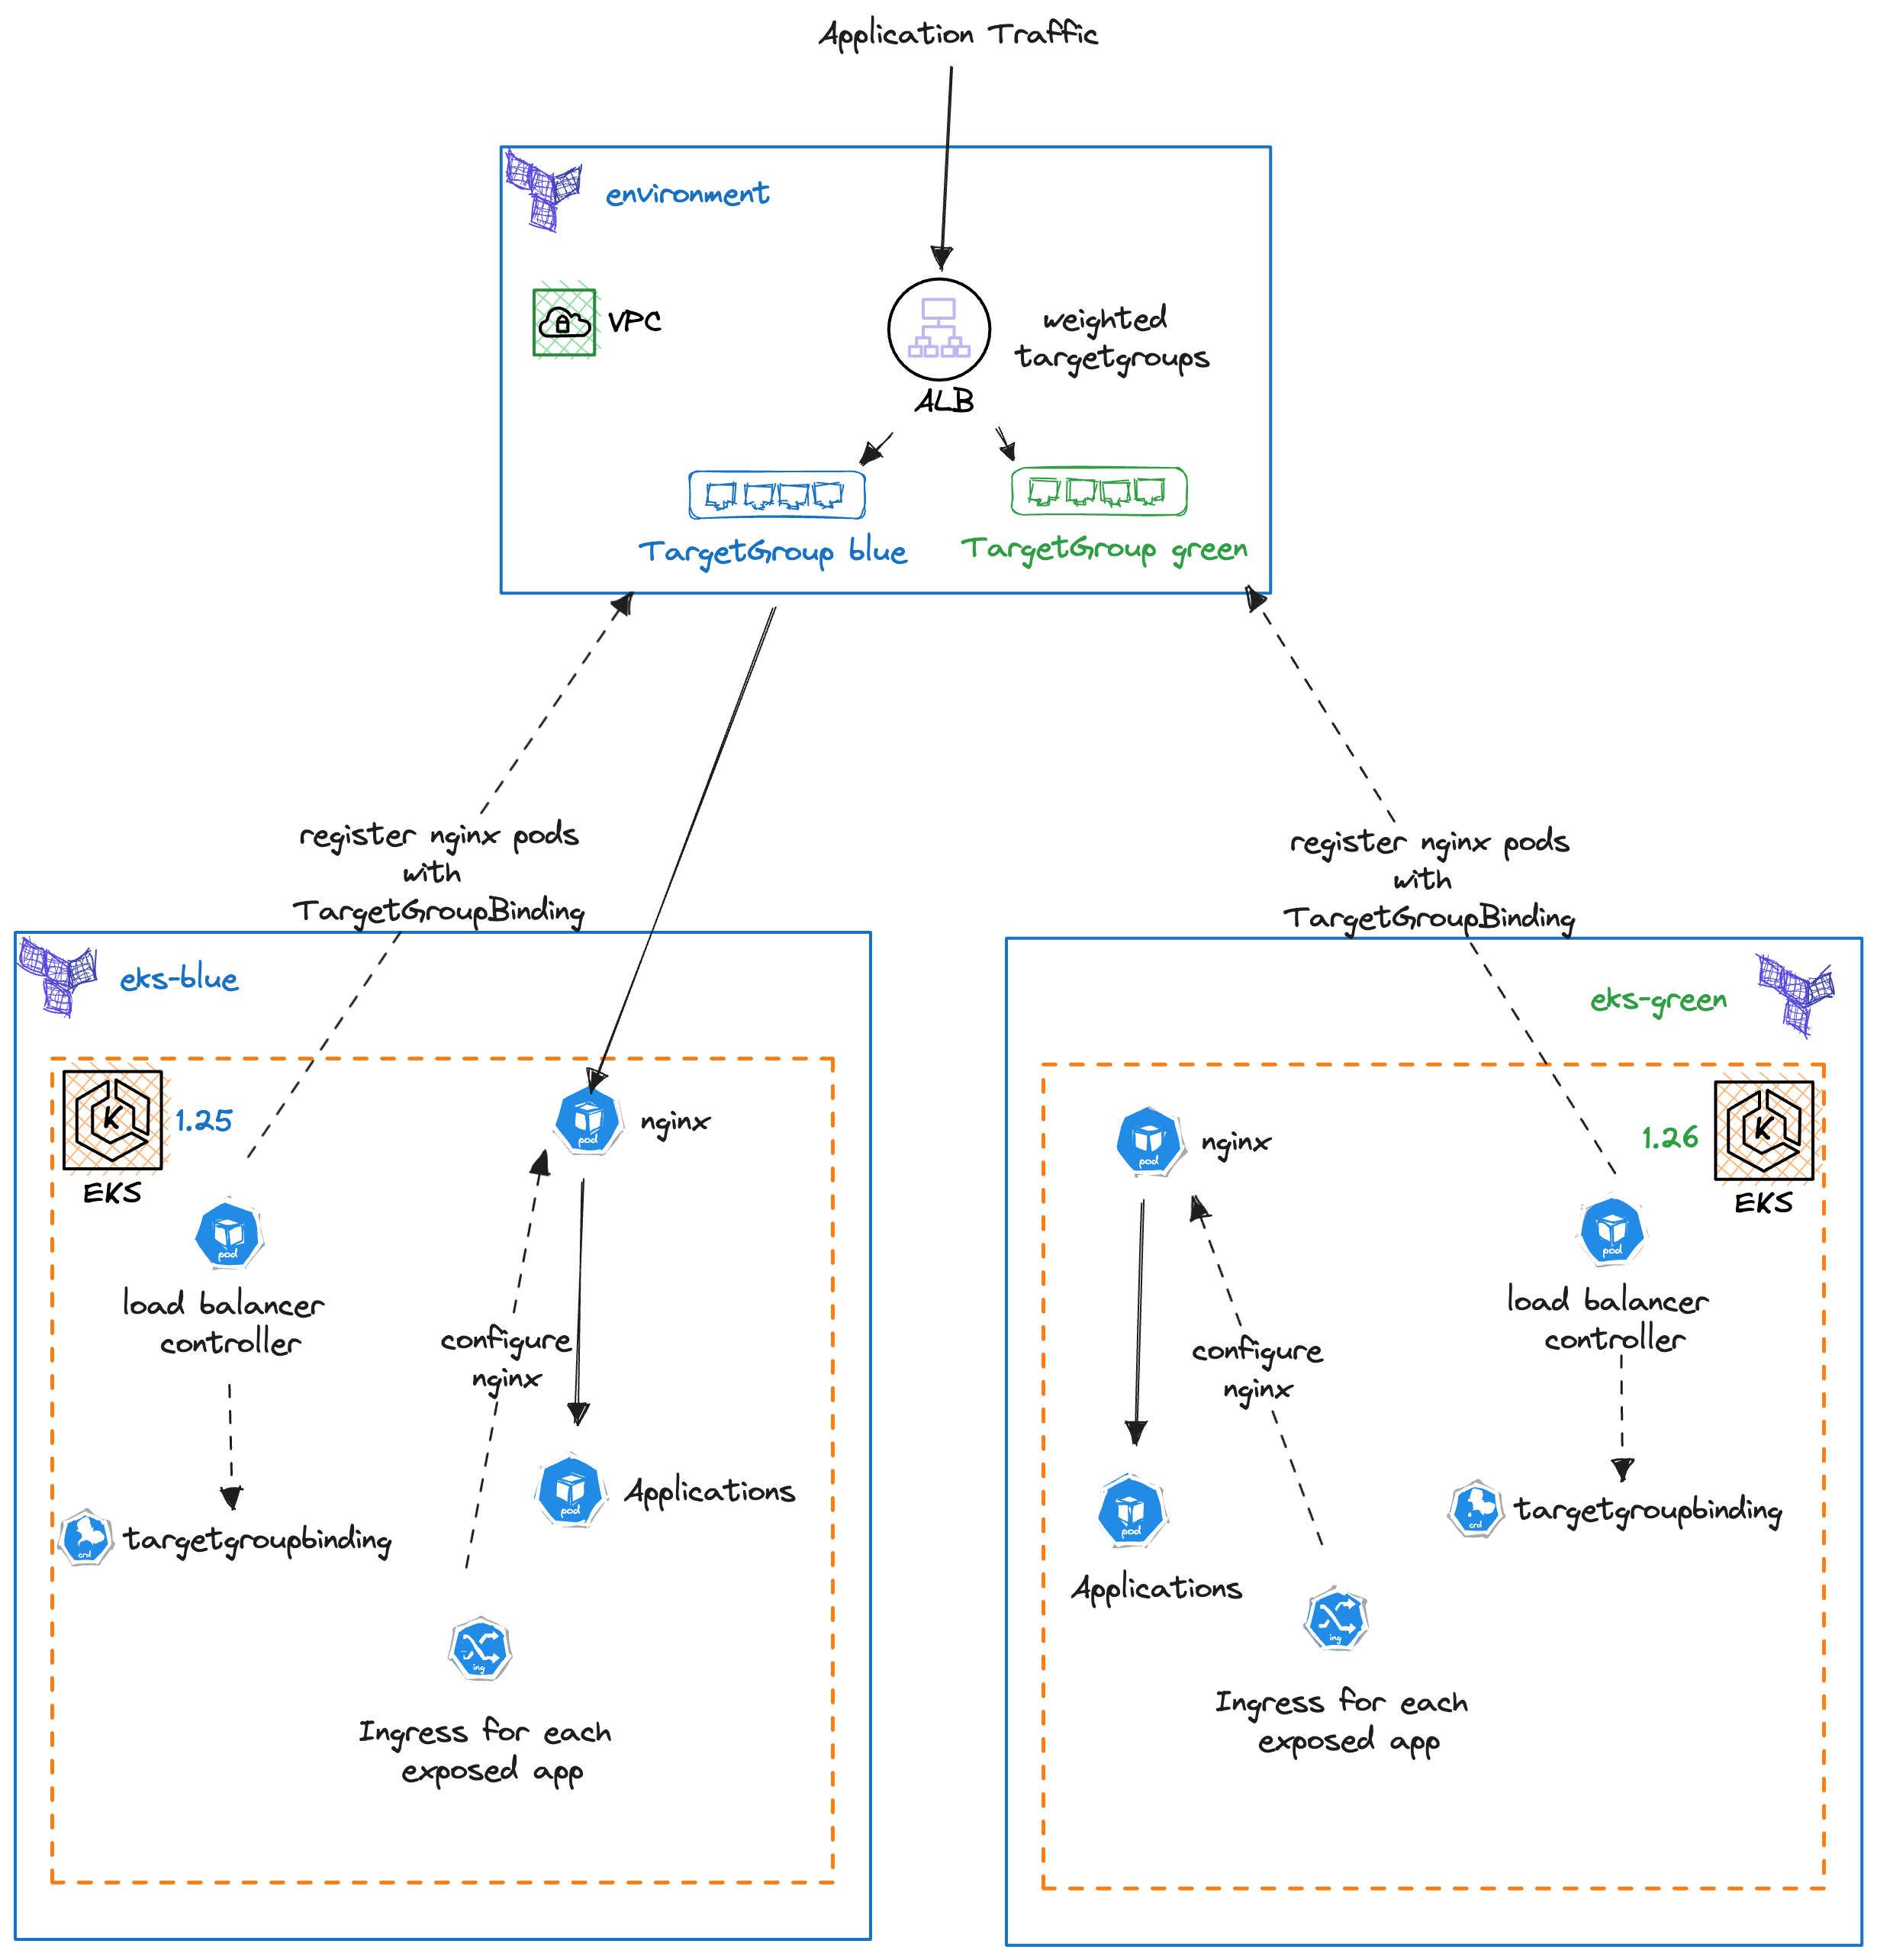 Application Traffic
environment
VPC
weighted
targetgroups
ALB
TargetGroup blue
TargetGroup green
register nginx pods
with
TargetGroupBinding
register nginx pods
with
TargetGroupBinding
eks-blue
K
1.25
EKS
pod
nginx
pod
load balancer
controller
configure
nginx
pod
Applications
crd
targetgroupbinding
ing
Ingress for each
exposed app
eks-green
pod
nginx
1.26
K
EKS
pod
load balancer
controller
configure
nginx
pod
Applications
crd
targetgroupbinding
ing
Ingress for each
exposed app